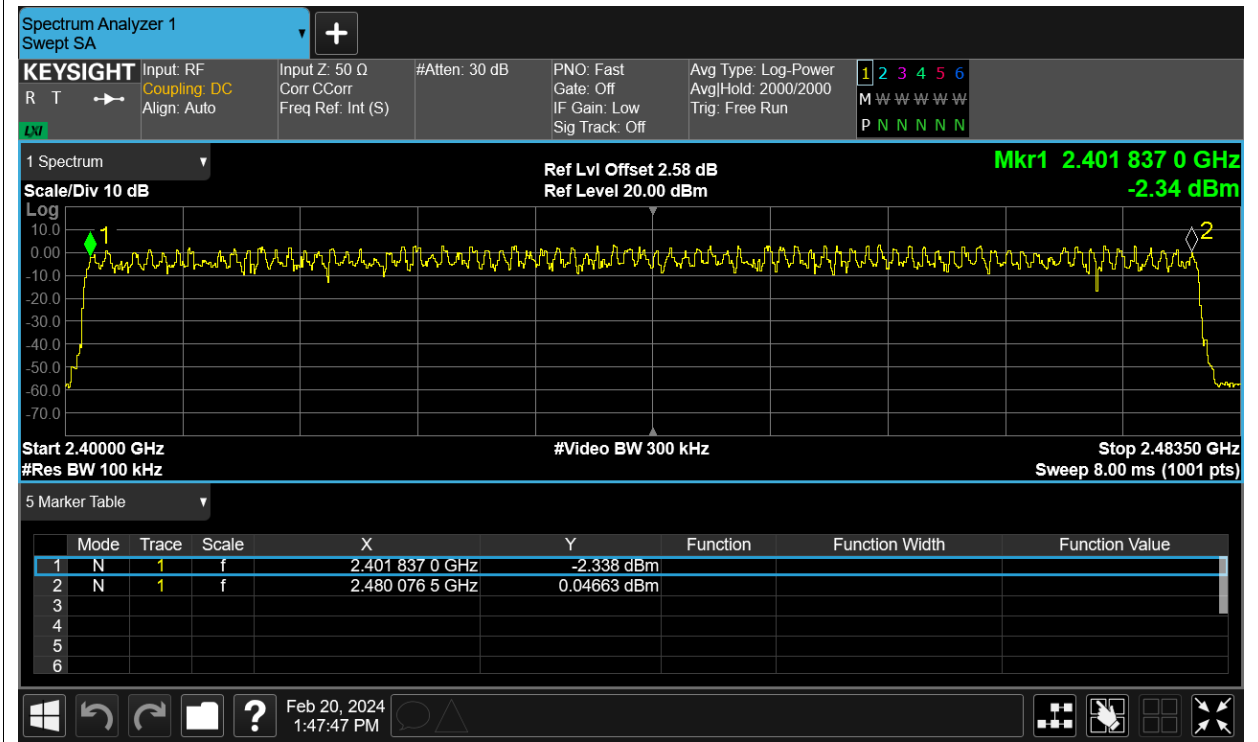 Spectrum Analyzer 1
Swept SA
+
KEYSIGHT Input: RF Input Z: 50 Ω #Atten: 30 dB PNO: Fast Avg Type: Log-Power 1 2 3 4 5 6
R T Coupling: DC Corr CCorr Gate: Off Avg|Hold: 2000/2000 M W W W W W
Align: Auto Freq Ref: Int (S) IF Gain: Low Trig: Free Run
LXI Sig Track: Off P N N N N N
1 Spectrum
Scale/Div 10 dB
Ref Lvl Offset 2.58 dB
Ref Level 20.00 dBm
Mkr1 2.401 837 0 GHz
-2.34 dBm
Log
10.0
0.00
-10.0
-20.0
-30.0
-40.0
-50.0
-60.0
-70.0
1
2
Start 2.40000 GHz #Video BW 300 kHz Stop 2.48350 GHz
#Res BW 100 kHz Sweep 8.00 ms (1001 pts)
5 Marker Table
Mode Trace Scale X Y Function Function Width Function Value
1 N 1 f 2.401 837 0 GHz -2.338 dBm
2 N 1 f 2.480 076 5 GHz 0.04663 dBm
3
4
5
6
?
Feb 20, 2024
1:47:47 PM